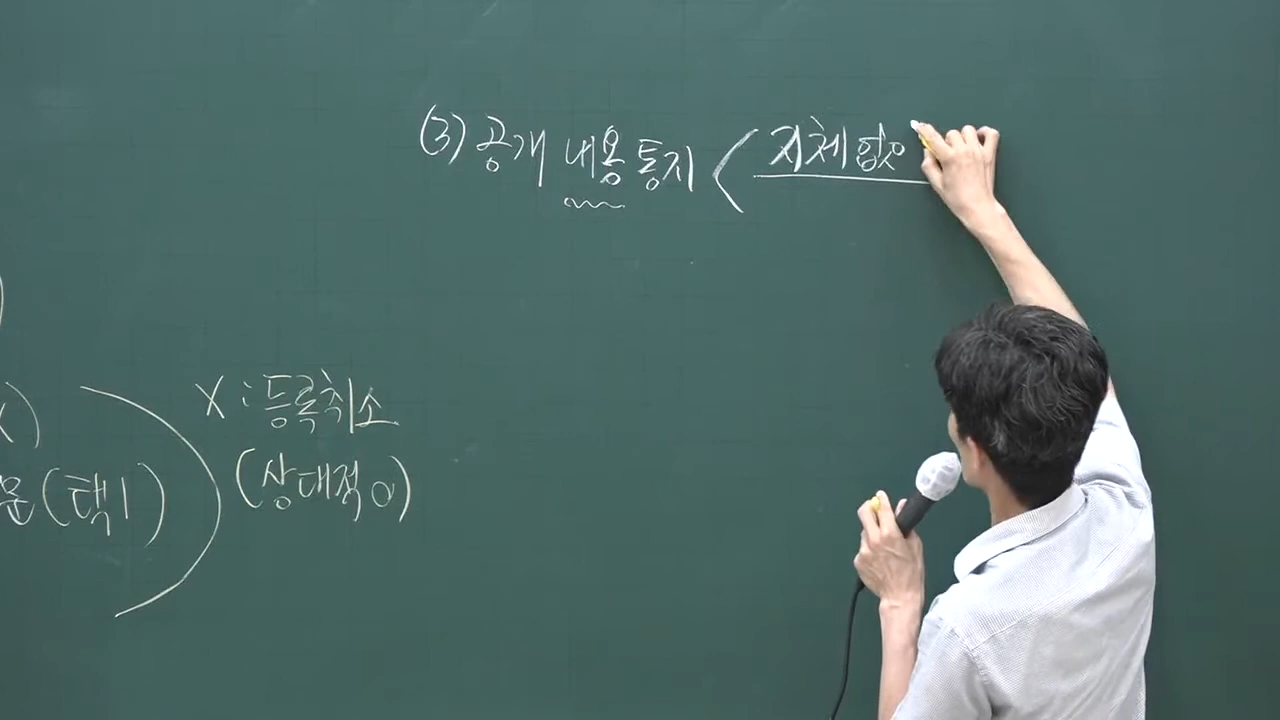 (3) 공개 내용 통지 < 지체없
X : 등록취소
(상대적 o)
문(택1)